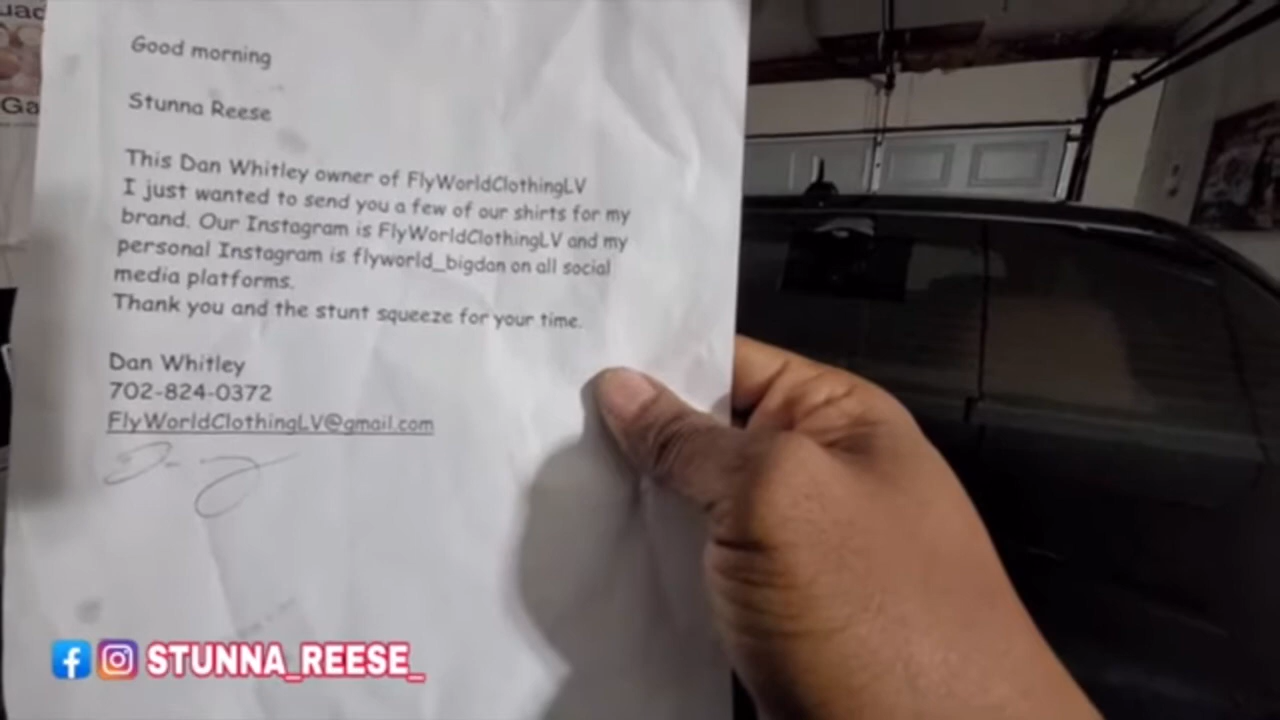 uad
Ga
Good morning
Stunna Reese
This Dan Whitley owner of FlyWorldClothingLV
I just wanted to send you a few of our shirts for my
brand. Our Instagram is FlyWorldClothingLV and my
personal Instagram is flyworld_bigdan on all social
media platforms.
Thank you and the stunt squeeze for your time.
Dan Whitley
702-824-0372
FlyWorldClothingLV@gmail.com
STUNNA_REESE_